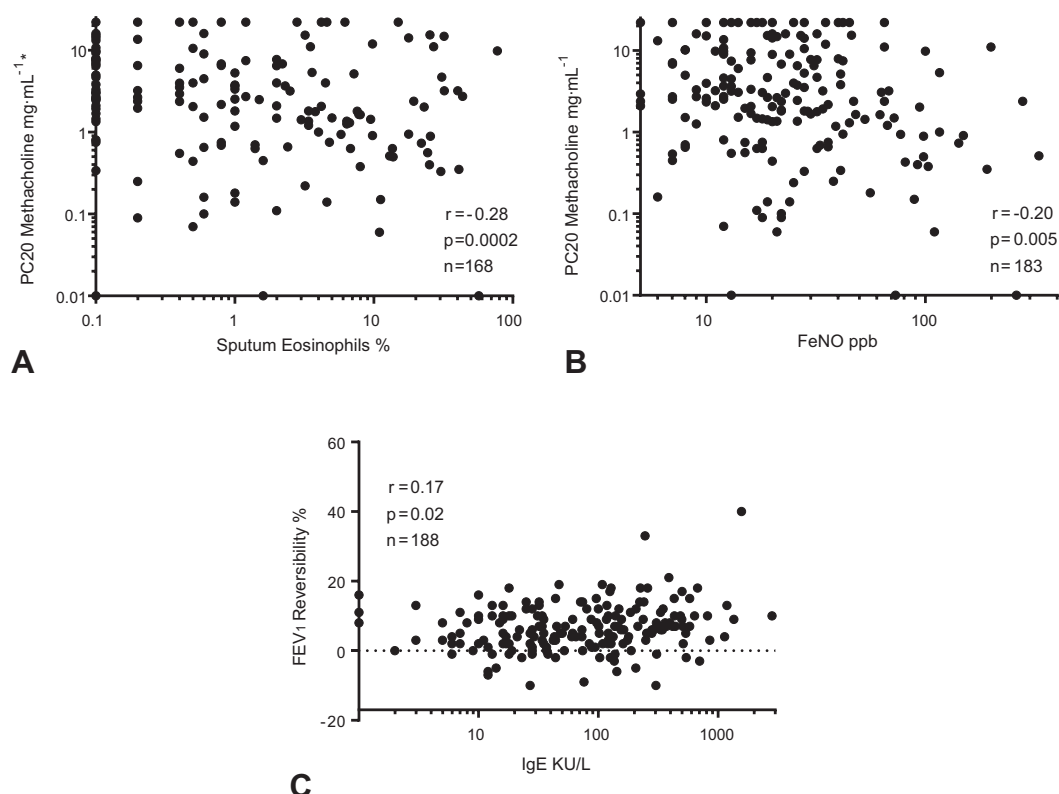 PC20 Methacholine mg·mL⁻¹*
10
1
0.1
0.01
r=-0.28
p=0.0002
n=168
0.1
1
10
100
Sputum Eosinophils %
A
PC20 Methacholine mg·mL⁻¹
10
1
0.1
0.01
r=-0.20
p=0.005
n=183
10
100
FeNO ppb
B
FEV1 Reversibility %
60
40
20
0
-20
r=0.17
p=0.02
n=188
10
100
1000
IgE KU/L
C